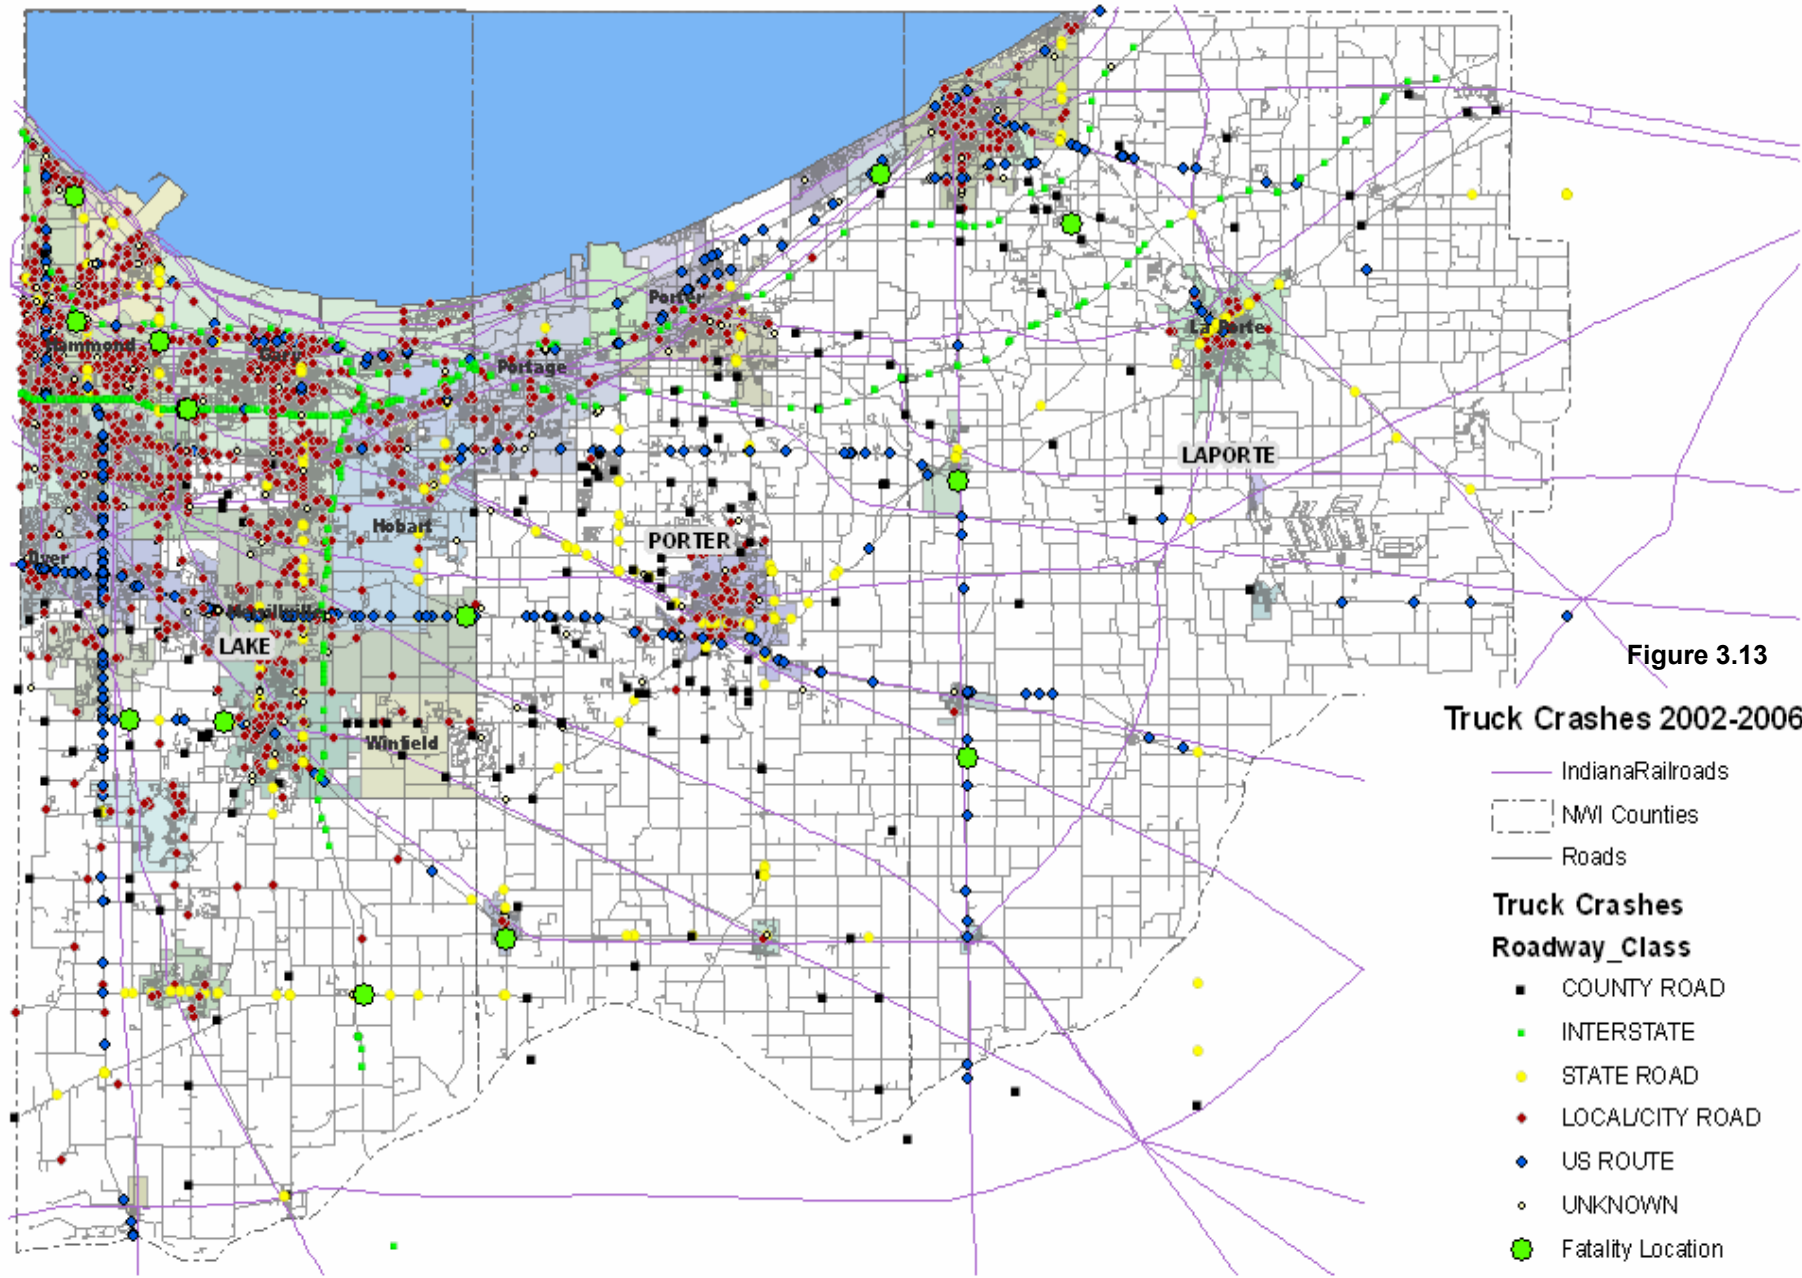 Porter
Hammond
Gary
La Porte
Portage
LAPORTE
Hobart
PORTER
Dyer
Merrillville
LAKE
Winfield
Figure 3.13
Truck Crashes 2002-2006
IndianaRailroads
NWI Counties
Roads
Truck Crashes
Roadway_Class
COUNTY ROAD
INTERSTATE
STATE ROAD
LOCAL/CITY ROAD
US ROUTE
UNKNOWN
Fatality Location